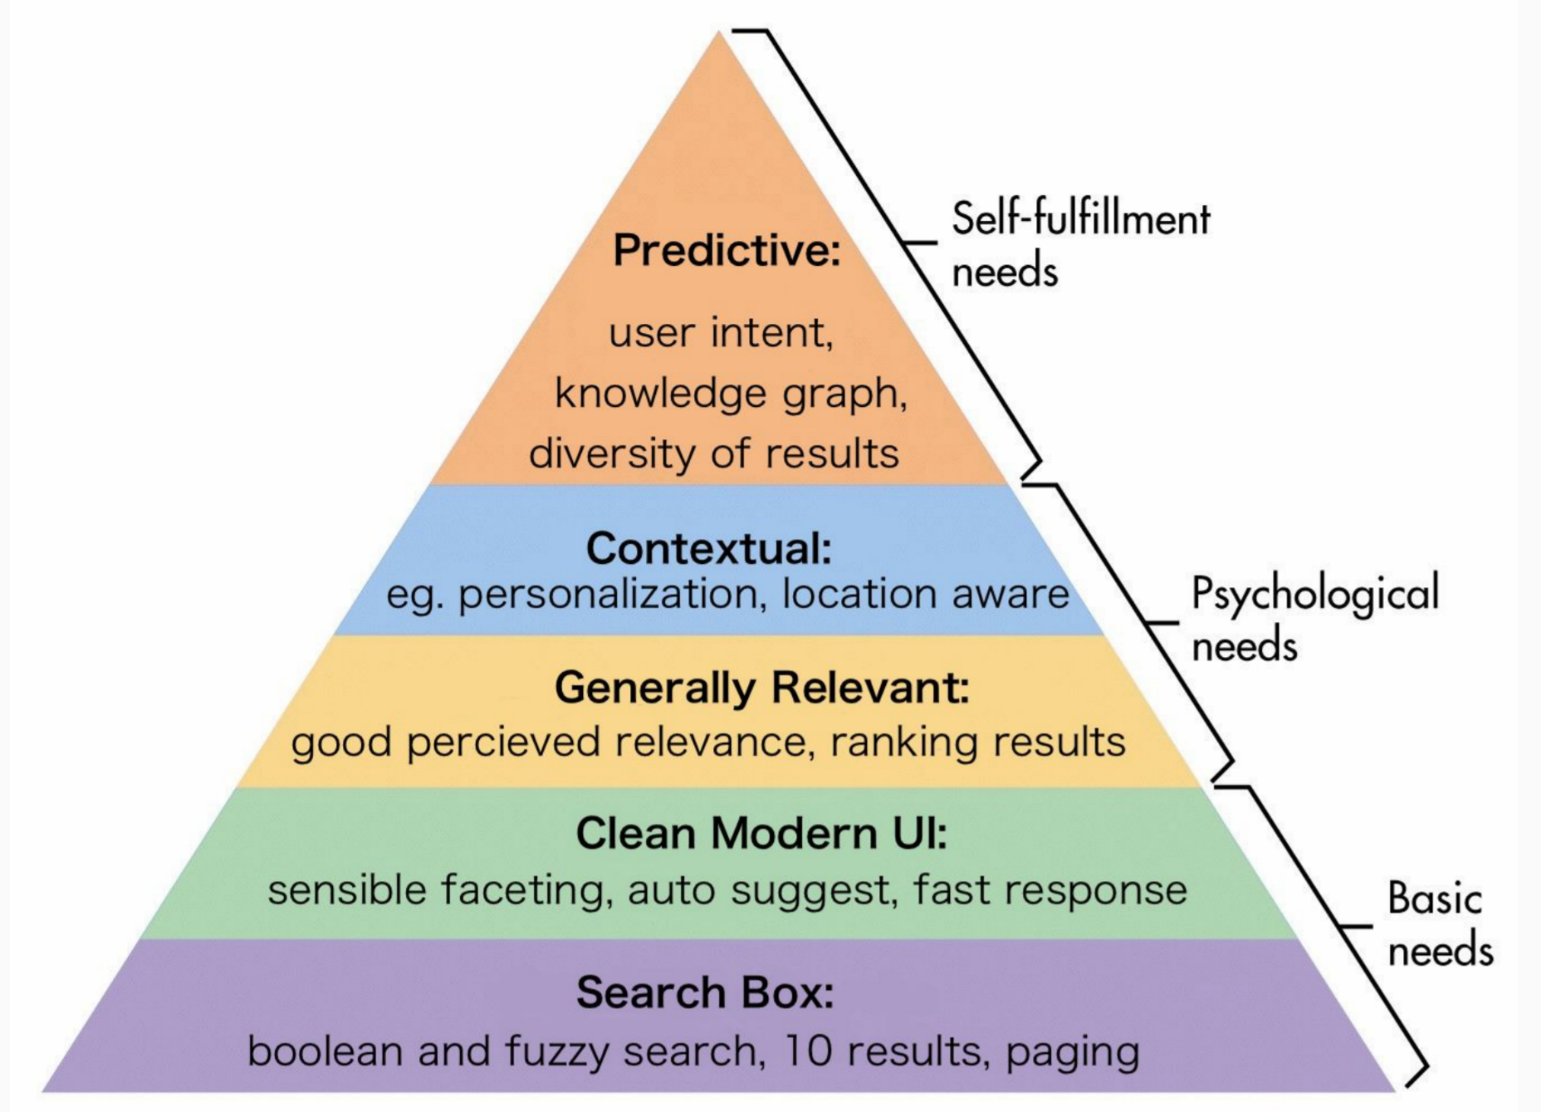 Predictive:
user intent,
knowledge graph,
diversity of results
Self-fulfillment
needs
Contextual:
eg. personalization, location aware
Psychological
needs
Generally Relevant:
good percieved relevance, ranking results
Clean Modern UI:
sensible faceting, auto suggest, fast response
Basic
needs
Search Box:
boolean and fuzzy search, 10 results, paging